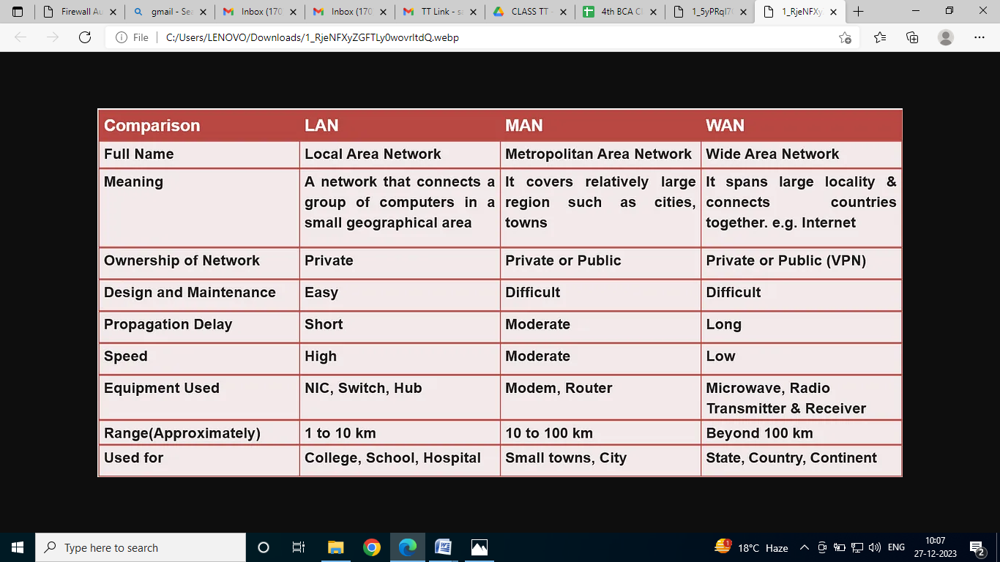 Firewall Au
gmail - Sea
Inbox (170
Inbox (170
TT Link - sa
CLASS TT -
4th BCA Cl
1_5yPRqI7
1_RjeNFXy
File
C:/Users/LENOVO/Downloads/1_RjeNFXyZGFTLy0wovrltdQ.webp
Comparison LAN MAN WAN
Full Name Local Area Network Metropolitan Area Network Wide Area Network
Meaning A network that connects a It covers relatively large It spans large locality &
group of computers in a region such as cities, connects countries
small geographical area towns together. e.g. Internet
Ownership of Network Private Private or Public Private or Public (VPN)
Design and Maintenance Easy Difficult Difficult
Propagation Delay Short Moderate Long
Speed High Moderate Low
Equipment Used NIC, Switch, Hub Modem, Router Microwave, Radio
Transmitter & Receiver
Range(Approximately) 1 to 10 km 10 to 100 km Beyond 100 km
Used for College, School, Hospital Small towns, City State, Country, Continent
Type here to search
1
18°C Haze
ENG
10:07
27-12-2023
2